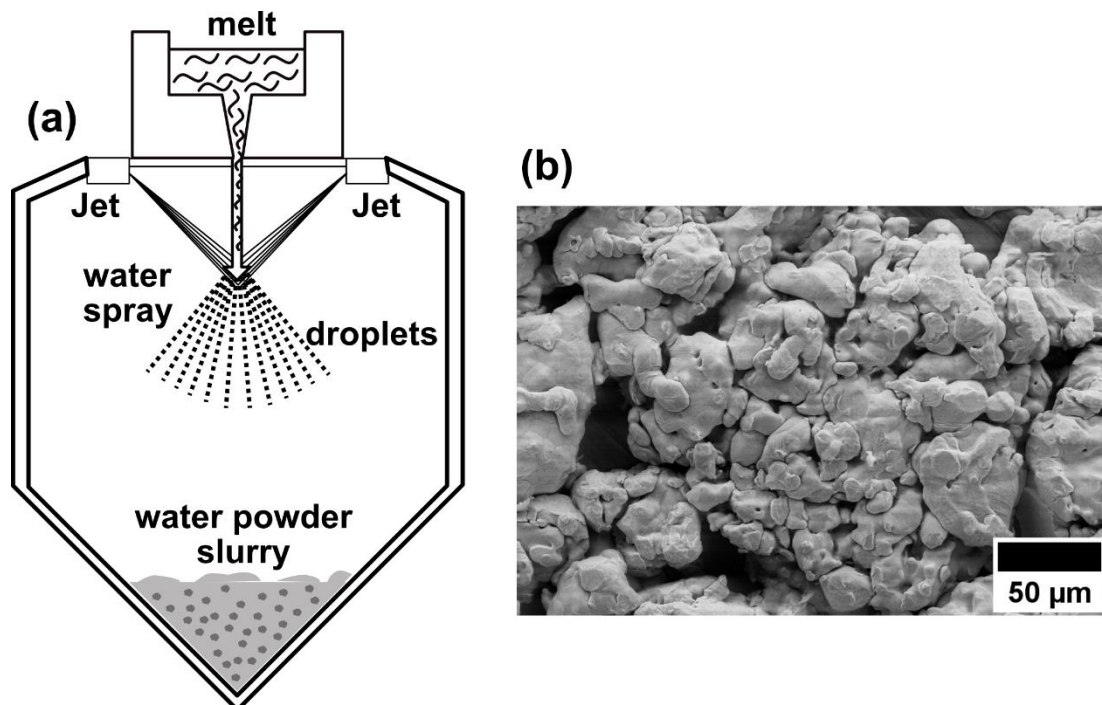 melt
(a)
Jet
Jet
water
spray
droplets
water powder
slurry
(b)
50 µm